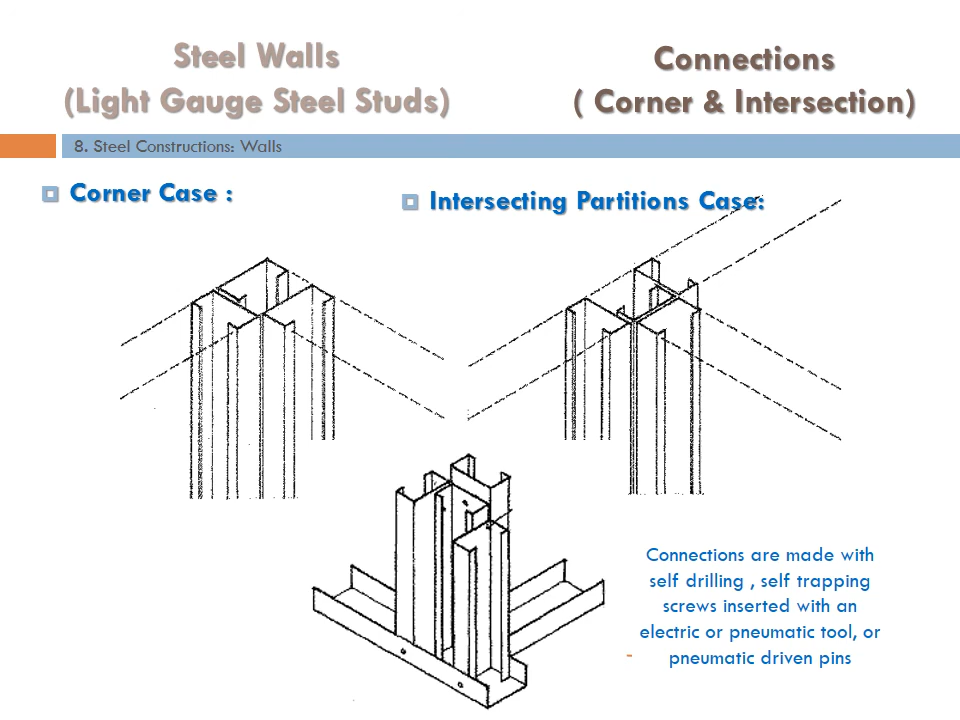 Steel Walls
(Light Gauge Steel Studs)
Connections
( Corner & Intersection)
8. Steel Constructions: Walls
Corner Case :
Intersecting Partitions Case:
Connections are made with
self drilling , self trapping
screws inserted with an
electric or pneumatic tool, or
pneumatic driven pins